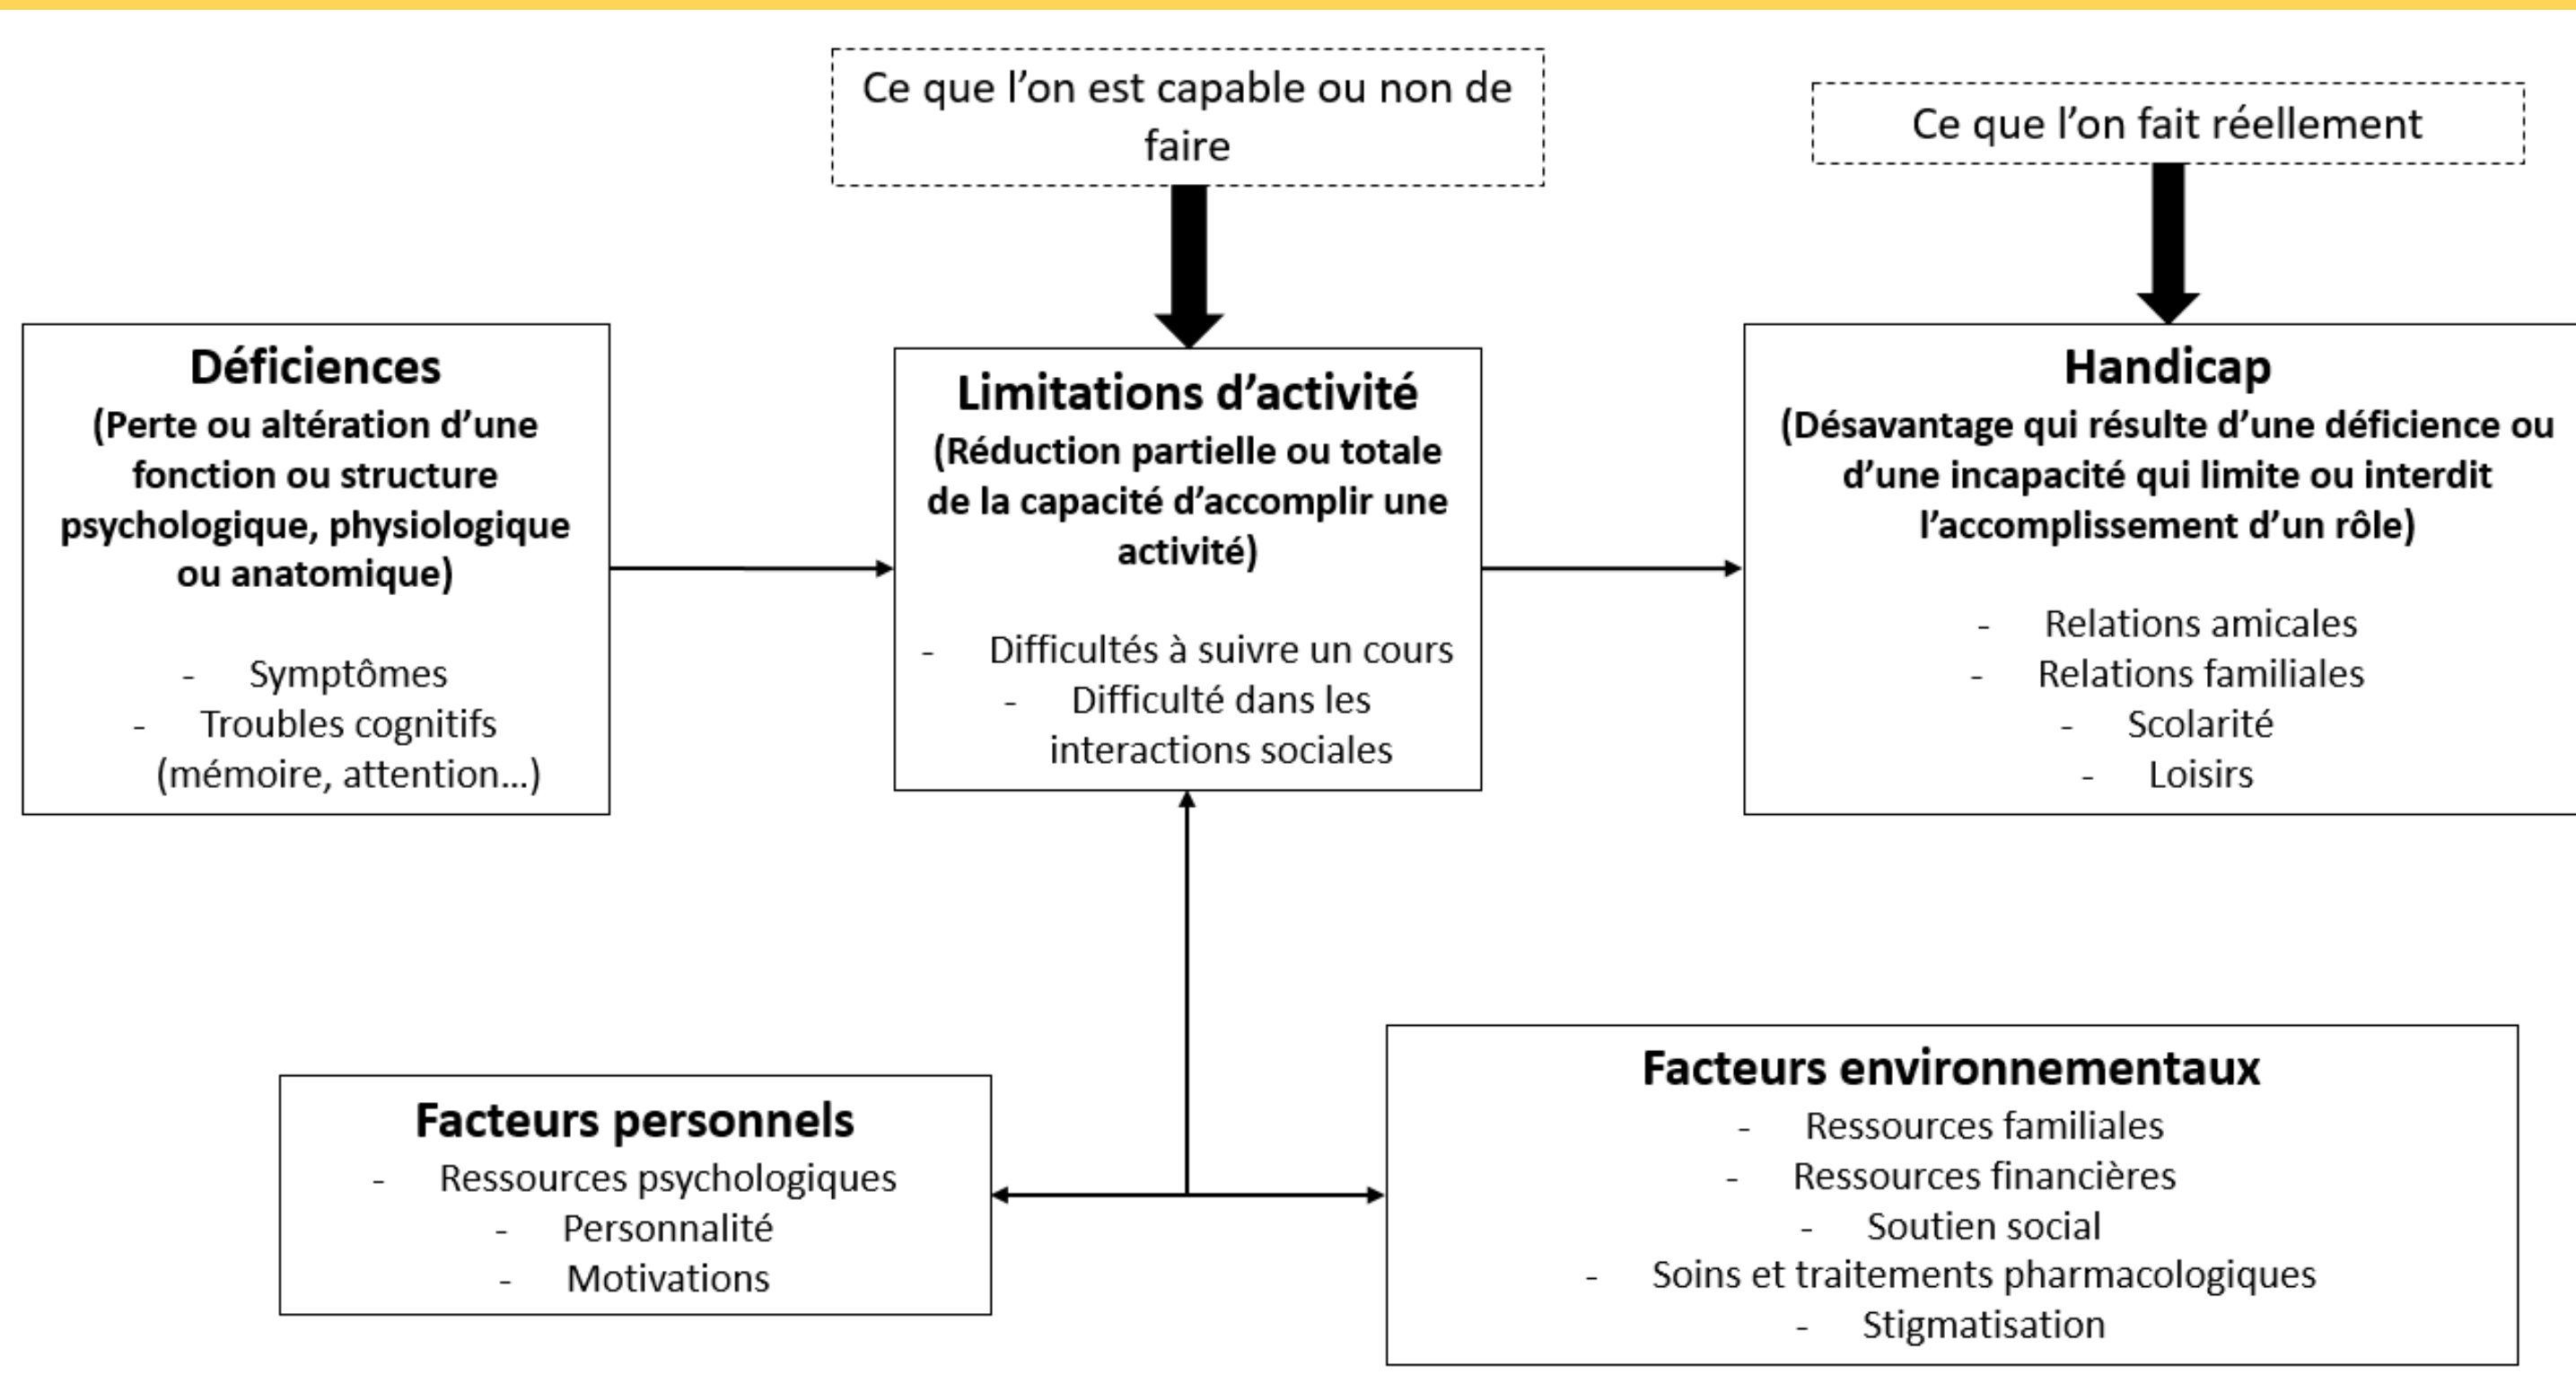 Ce que l’on est capable ou non de
faire
Ce que l’on fait réellement
Déficiences
(Perte ou altération d’une
fonction ou structure
psychologique, physiologique
ou anatomique)
- Symptômes
- Troubles cognitifs
(mémoire, attention…)
Limitations d’activité
(Réduction partielle ou totale
de la capacité d’accomplir une
activité)
- Difficultés à suivre un cours
- Difficulté dans les
interactions sociales
Handicap
(Désavantage qui résulte d’une déficience ou
d’une incapacité qui limite ou interdit
l’accomplissement d’un rôle)
- Relations amicales
- Relations familiales
- Scolarité
- Loisirs
Facteurs personnels
- Ressources psychologiques
- Personnalité
- Motivations
Facteurs environnementaux
- Ressources familiales
- Ressources financières
- Soutien social
- Soins et traitements pharmacologiques
- Stigmatisation